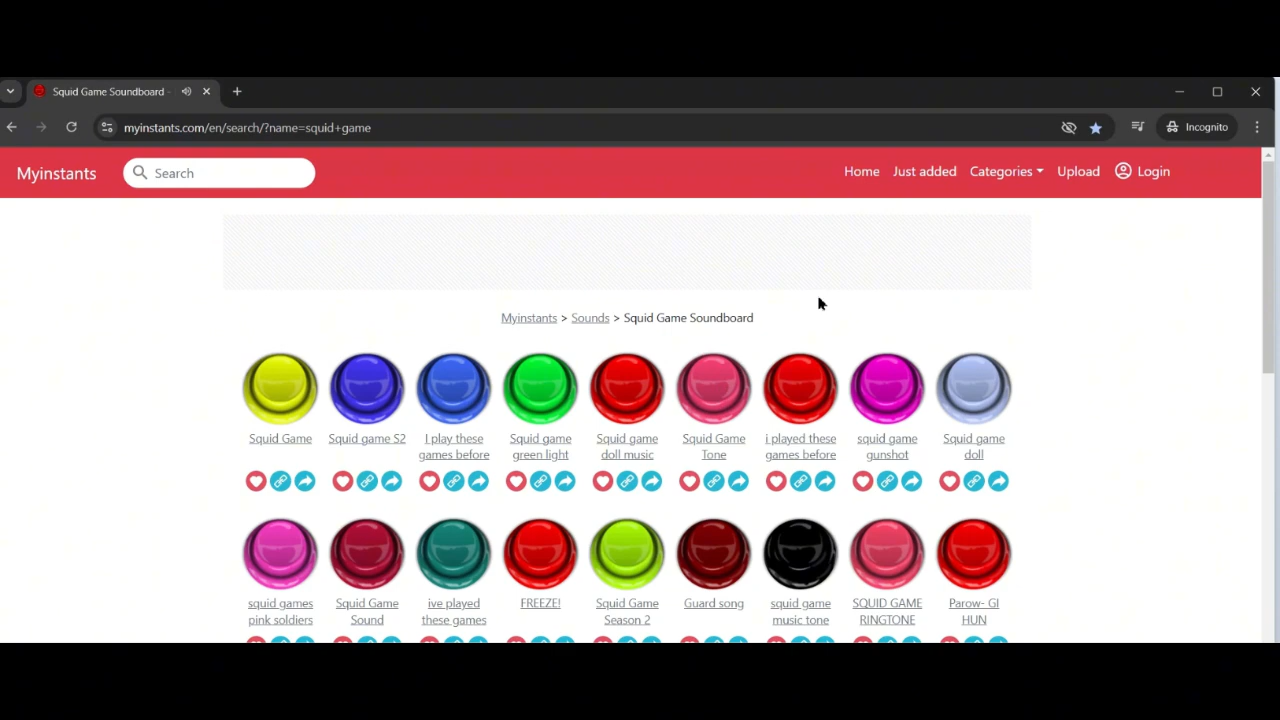 Squid Game Soundboard -
myinstants.com/en/search/?name=squid+game
Incognito
Myinstants
Search
Home Just added Categories Upload Login
Myinstants > Sounds > Squid Game Soundboard
Squid Game
Squid game S2
I play these
games before
Squid game
green light
Squid game
doll music
Squid Game
Tone
i played these
games before
squid game
gunshot
Squid game
doll
squid games
pink soldiers
Squid Game
Sound
ive played
these games
FREEZE!
Squid Game
Season 2
Guard song
squid game
music tone
SQUID GAME
RINGTONE
Parow- GI
HUN